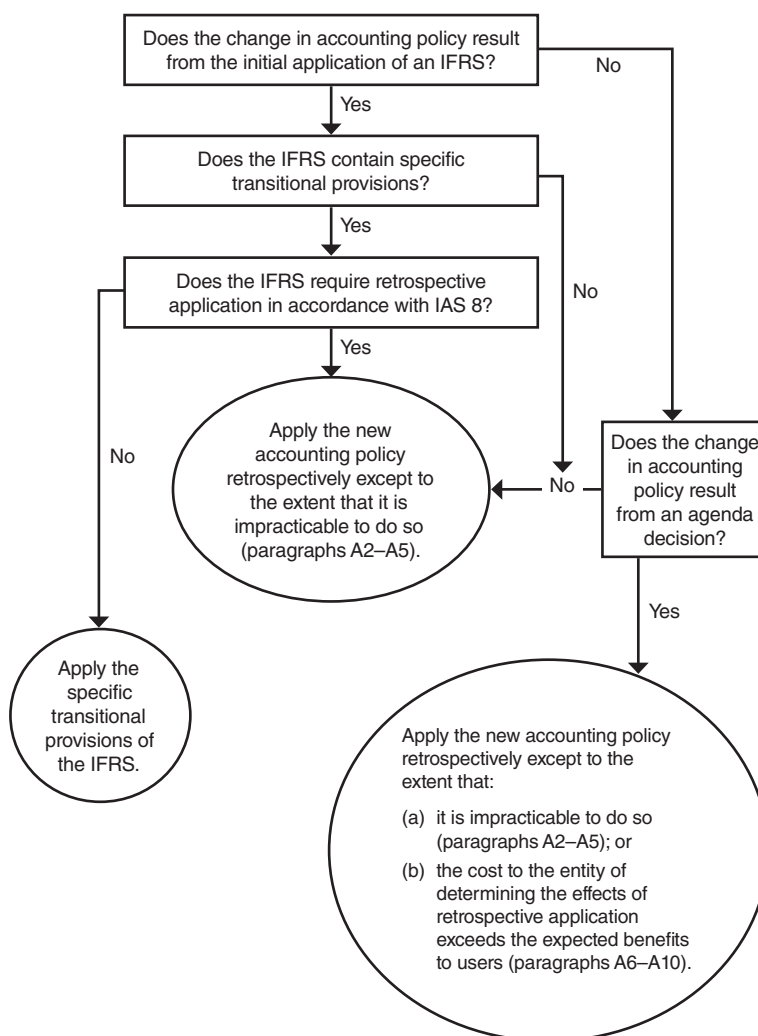 Does the change in accounting policy result
from the initial application of an IFRS?
No
Yes
Does the IFRS contain specific
transitional provisions?
Yes
No
Does the IFRS require retrospective
application in accordance with IAS 8?
Yes
No
Apply the new
accounting policy
retrospectively except to
the extent that it is
impracticable to do so
(paragraphs A2–A5).
No
Does the change
in accounting
policy result
from an agenda
decision?
Yes
Apply the
specific
transitional
provisions of
the IFRS.
Apply the new accounting policy
retrospectively except to the
extent that:
(a) it is impracticable to do so
(paragraphs A2–A5); or
(b) the cost to the entity of
determining the effects of
retrospective application
exceeds the expected benefits
to users (paragraphs A6–A10).